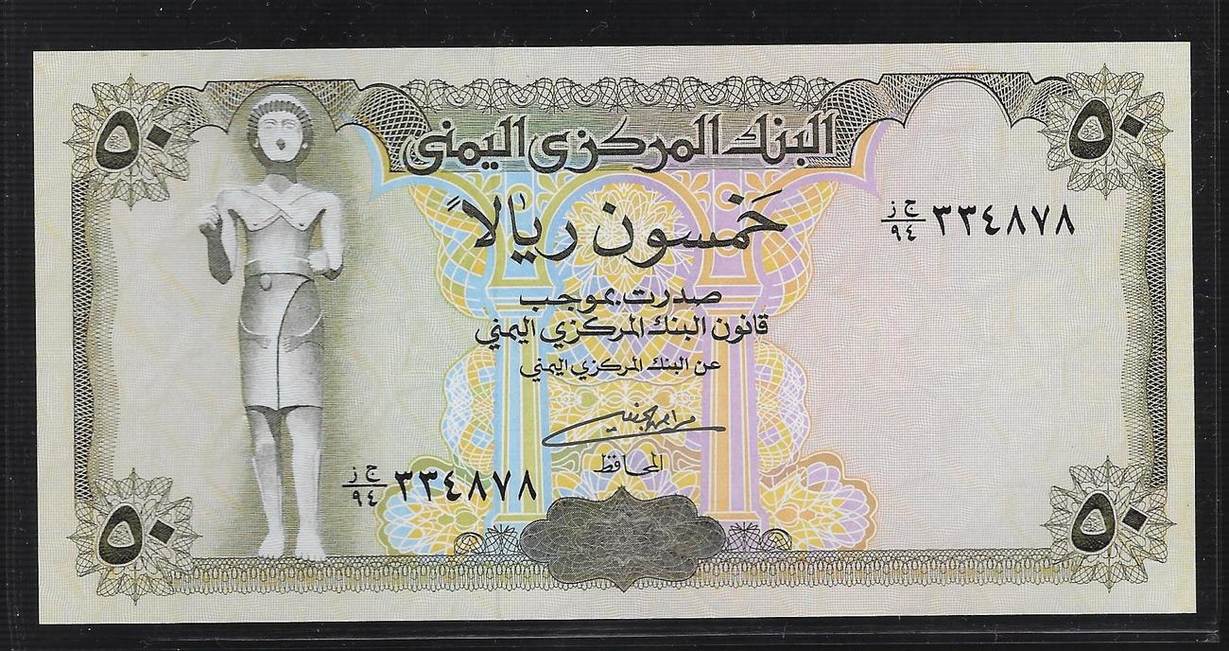 ٥٠
٥٠
البنك المركزي اليمني
خَمسون ريالاً
ج ز
٩٤
٣٣٤٨٧٨
صدرت بموجب
قانون البنك المركزي اليمني
عن البنك المركزي اليمني
المحافظ
ج ز
٩٤
٣٣٤٨٧٨
٥٠
٥٠